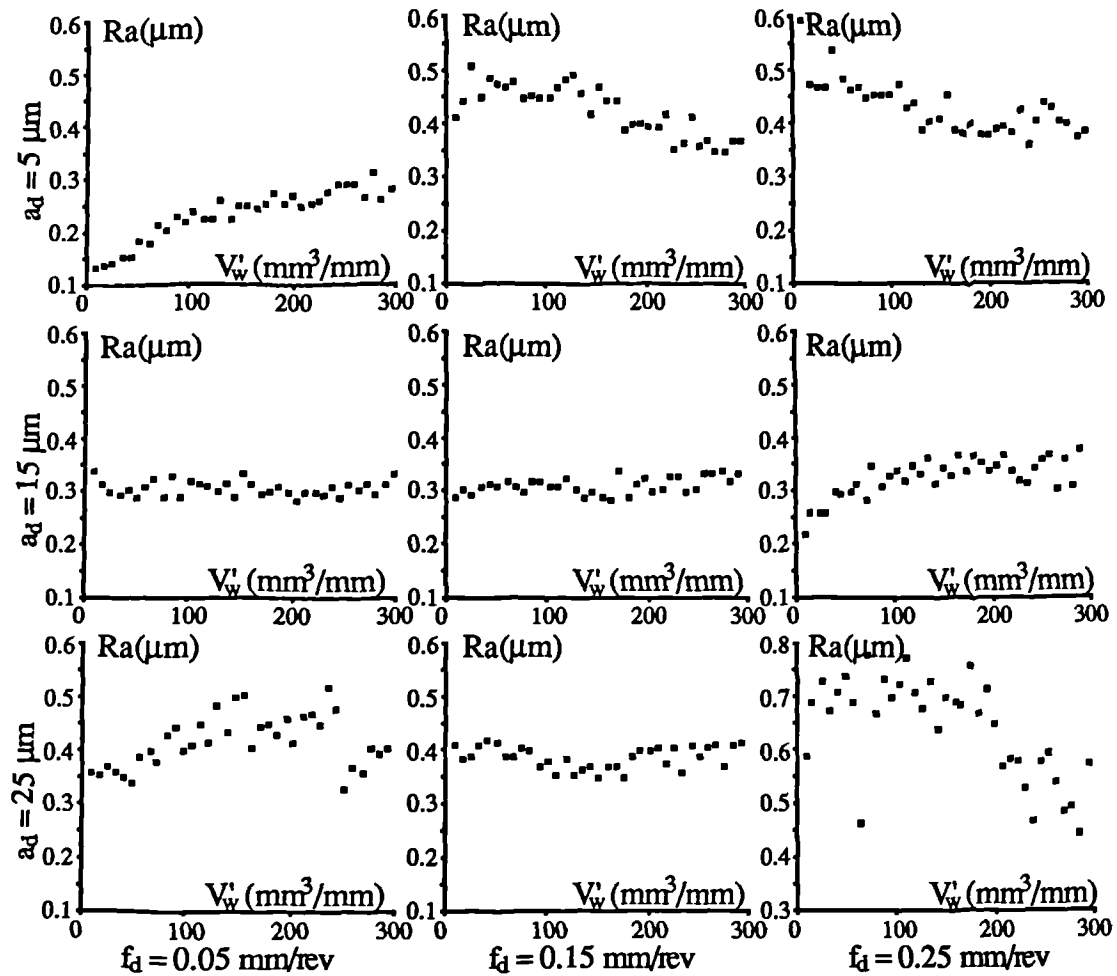 0.6 Ra(μm) 0.6 Ra(μm) 0.6 Ra(μm)
0.5 0.5 0.5
0.4 0.4 0.4
a_d = 5 μm
0.3 0.3 0.3
0.2 0.2 0.2
V'_w (mm³/mm) V'_w (mm³/mm) V'_w (mm³/mm)
0.1 0.1 0.1
0 100 200 300 0 100 200 300 0 100 200 300
0.6 Ra(μm) 0.6 Ra(μm) 0.6 Ra(μm)
0.5 0.5 0.5
0.4 0.4 0.4
a_d = 15 μm
0.3 0.3 0.3
0.2 0.2 0.2
V'_w (mm³/mm) V'_w (mm³/mm) V'_w (mm³/mm)
0.1 0.1 0.1
0 100 200 300 0 100 200 300 0 100 200 300
0.6 Ra(μm) 0.6 Ra(μm) 0.8 Ra(μm)
0.5 0.5 0.7
0.4 0.4 0.6
a_d = 25 μm
0.3 0.3 0.5
0.2 0.2 0.4
V'_w (mm³/mm) V'_w (mm³/mm) V'_w (mm³/mm)
0.1 0.1 0.3
0 100 200 300 0 100 200 300 0 100 200 300
f_d = 0.05 mm/rev f_d = 0.15 mm/rev f_d = 0.25 mm/rev